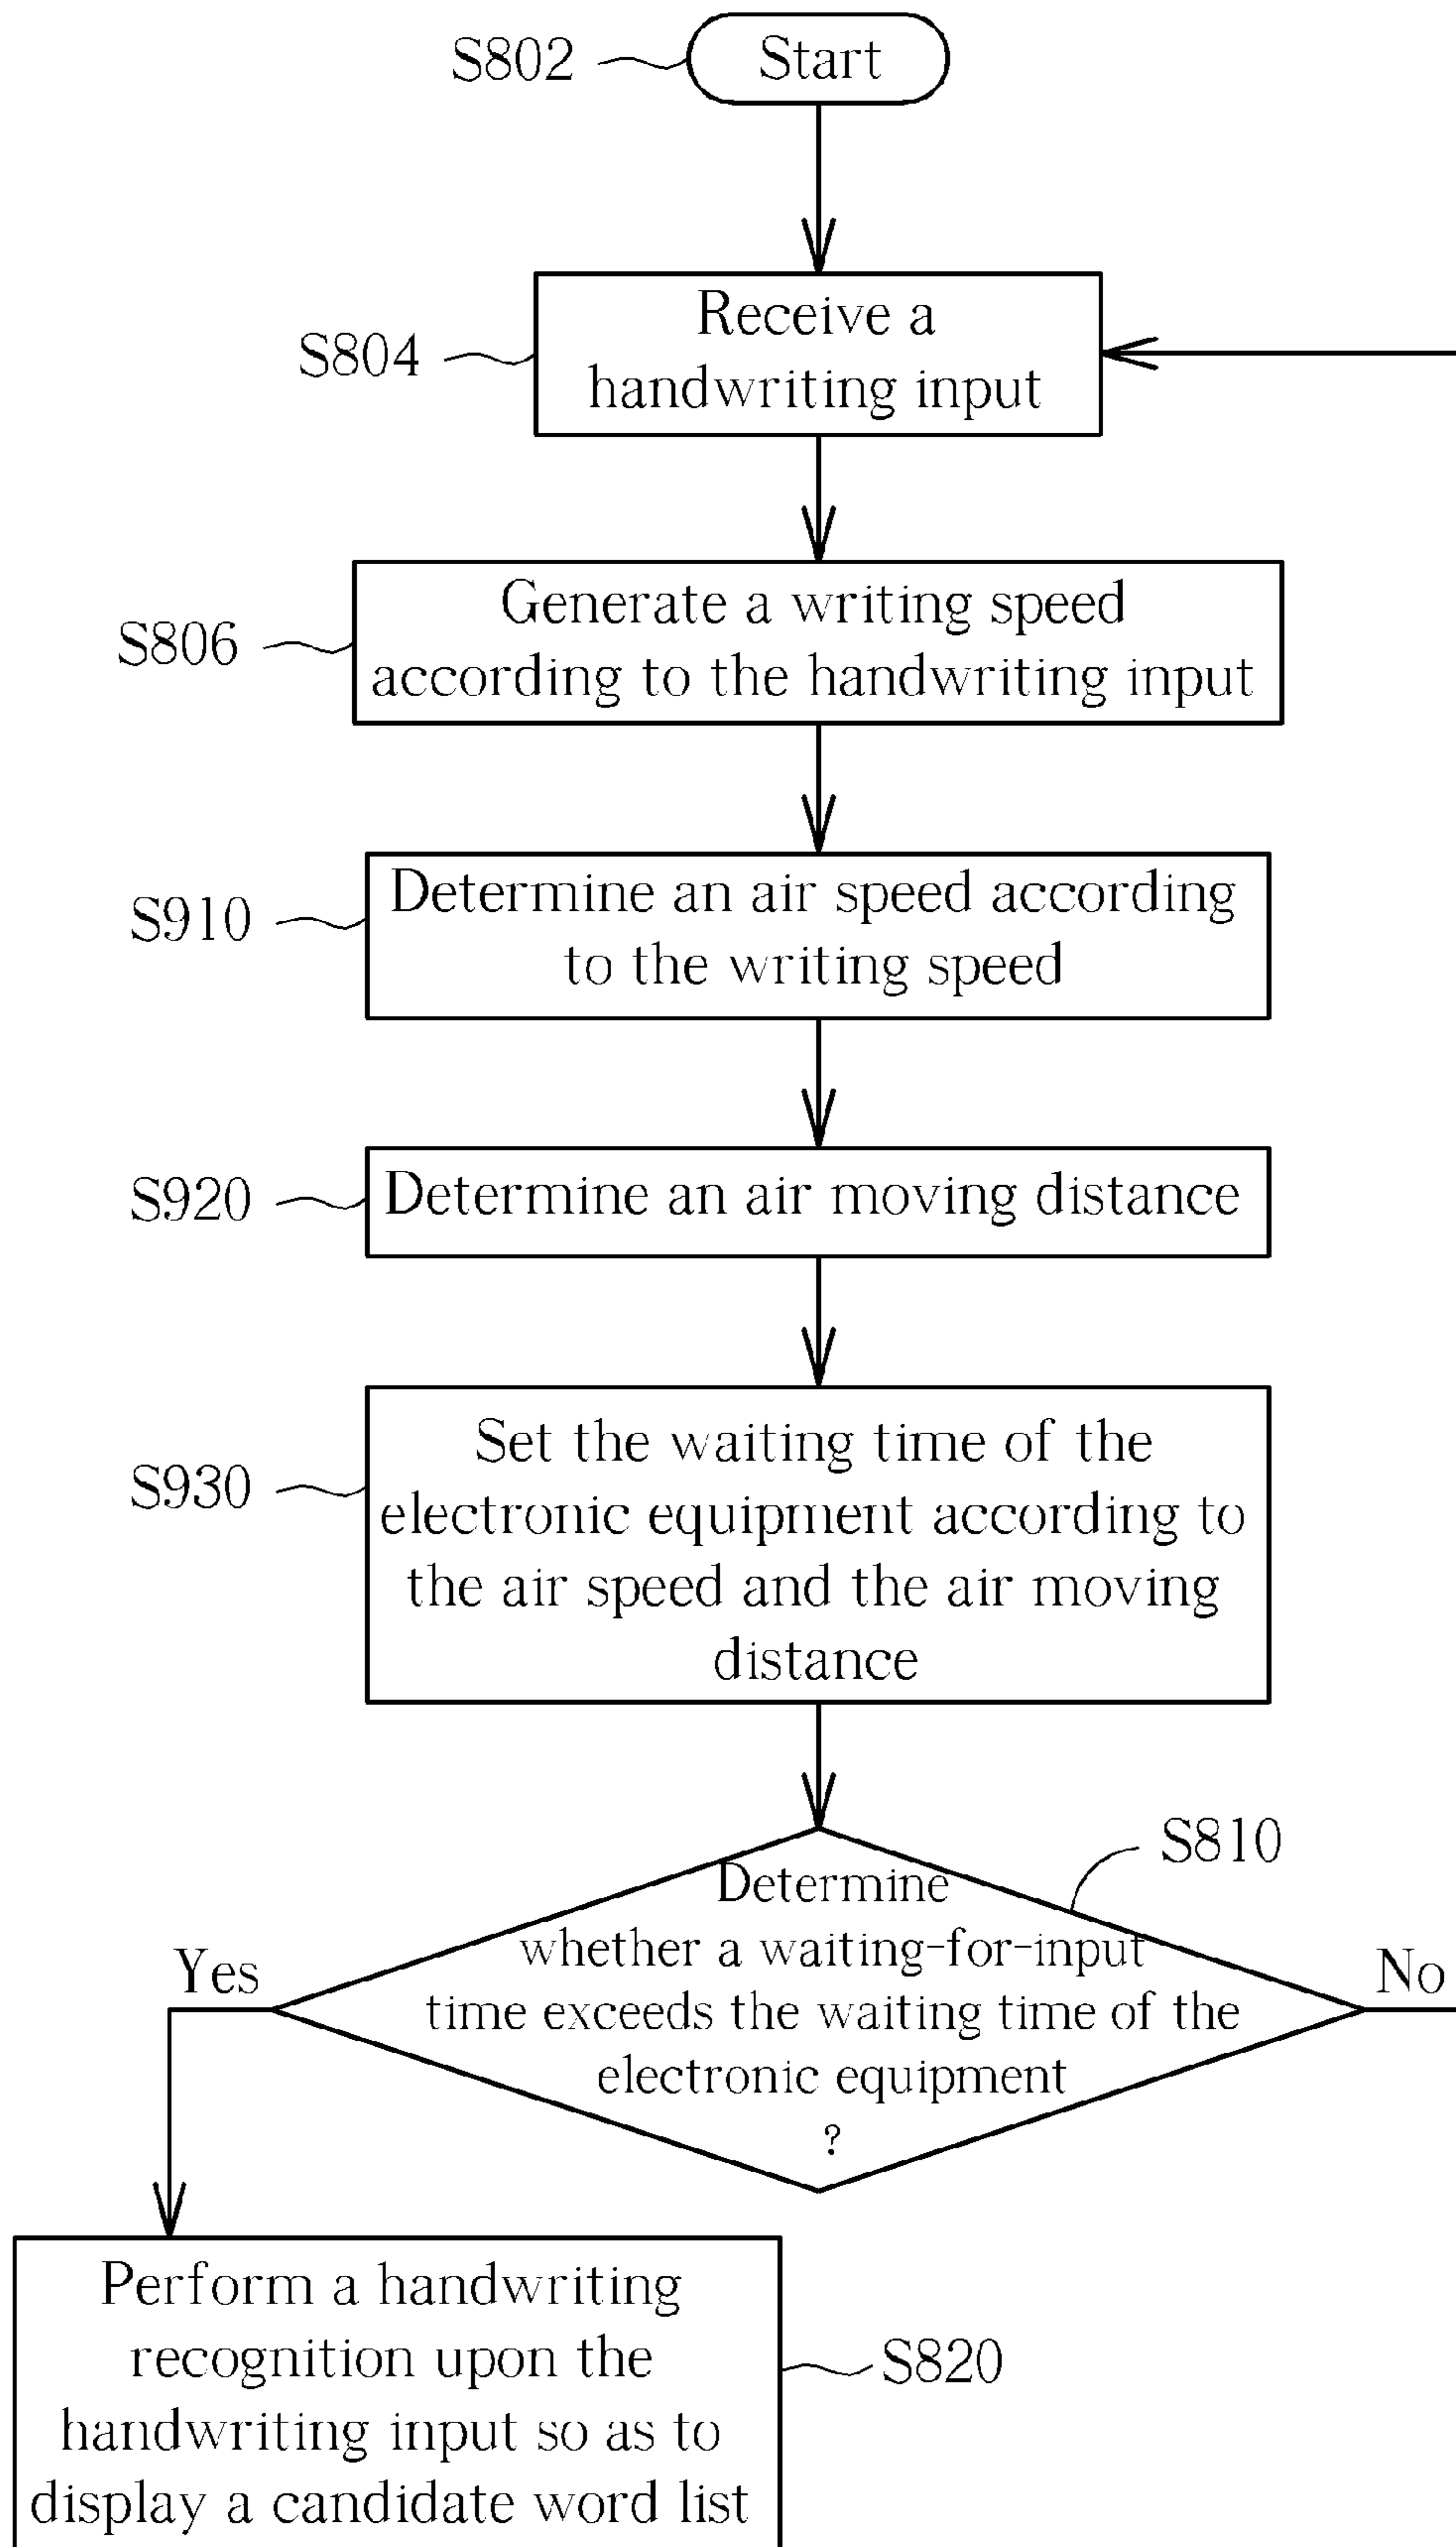 S802
Start
S804
Receive a
handwriting input
S806
Generate a writing speed
according to the handwriting input
S910
Determine an air speed according
to the writing speed
S920
Determine an air moving distance
S930
Set the waiting time of the
electronic equipment according to
the air speed and the air moving
distance
S810
Determine
whether a waiting-for-input
time exceeds the waiting time of the
electronic equipment
?
Yes
No
Perform a handwriting
recognition upon the
handwriting input so as to
display a candidate word list
S820